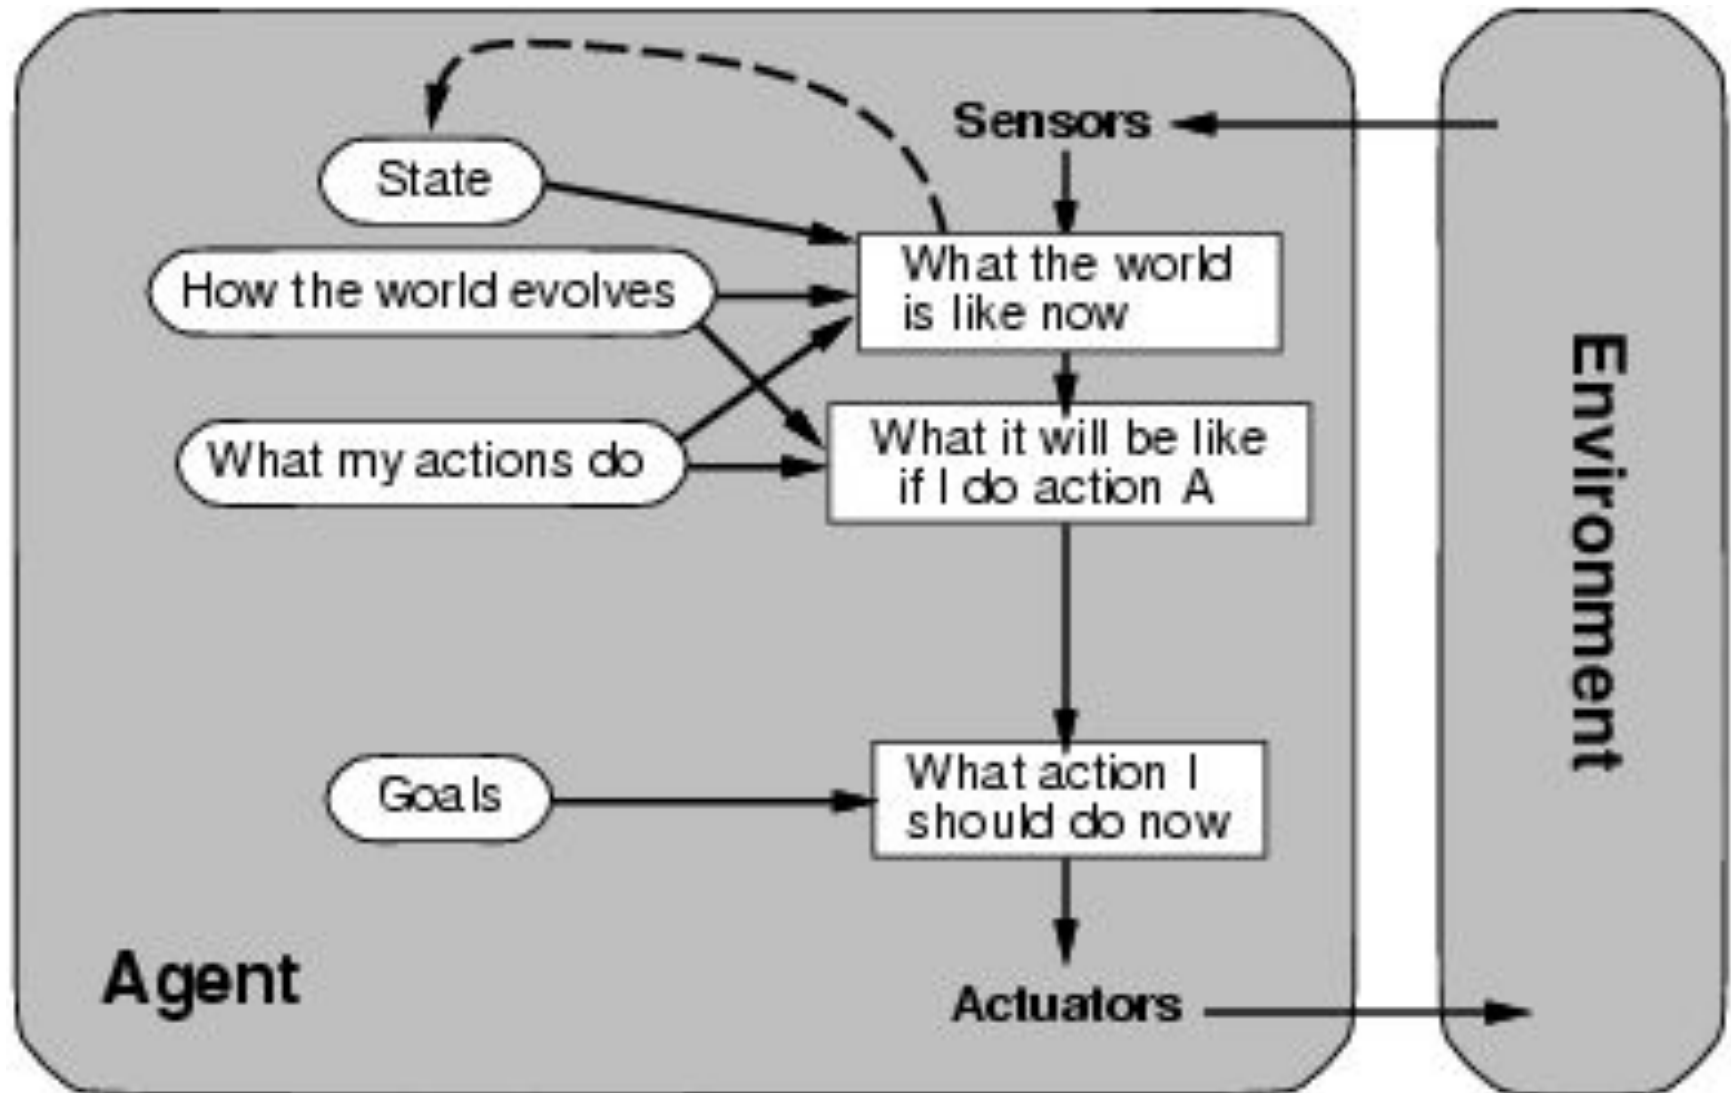 Sensors
State
What the world
is like now
How the world evolves
What my actions do
What it will be like
if I do action A
Goals
What action I
should do now
Agent
Actuators
Environment